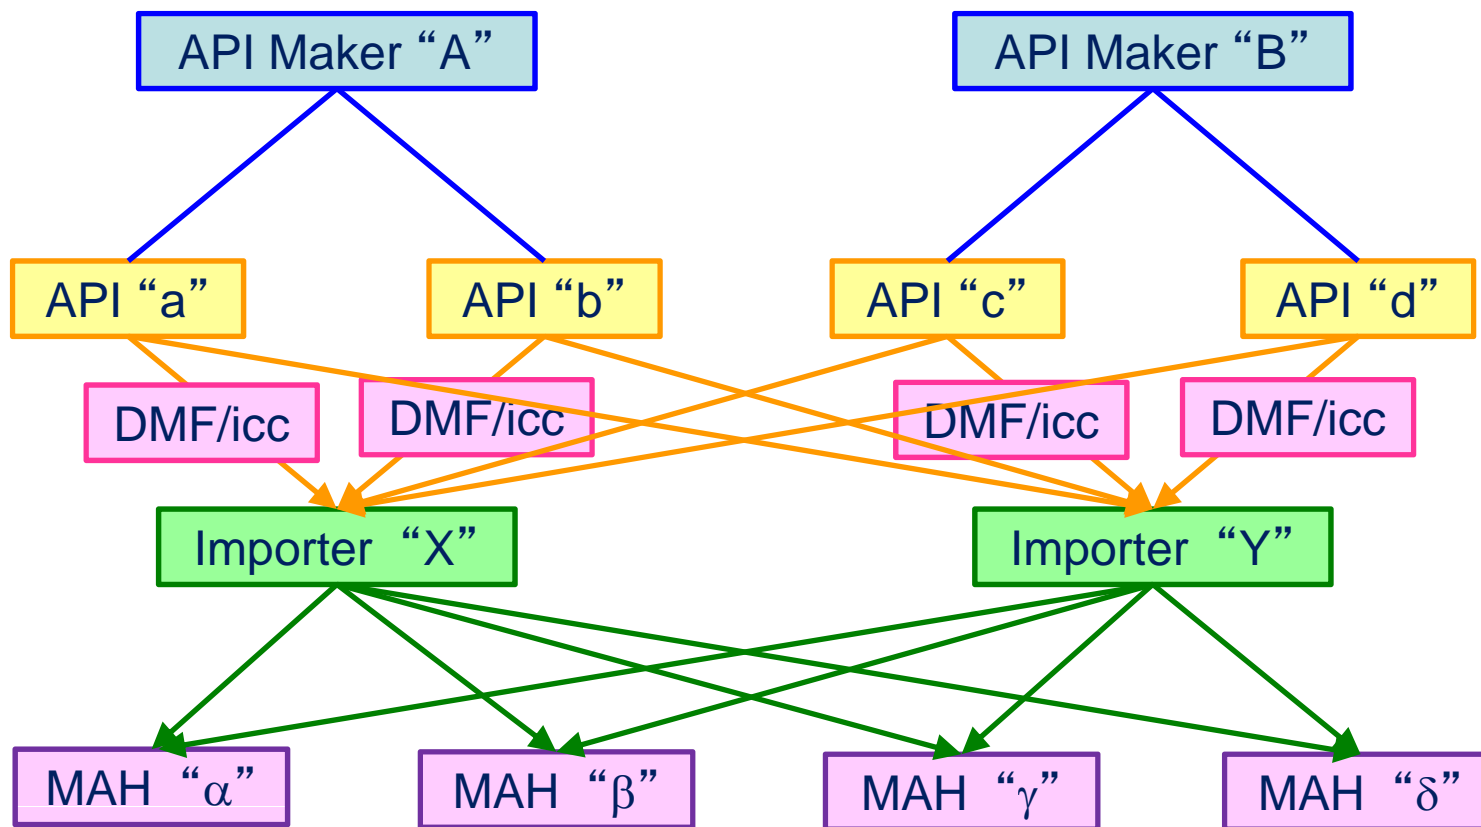 API Maker “A”
API Maker “B”
API “a”
API “b”
API “c”
API “d”
DMF/icc
DMF/icc
DMF/icc
DMF/icc
Importer “X”
Importer “Y”
MAH “α”
MAH “β”
MAH “γ”
MAH “δ”